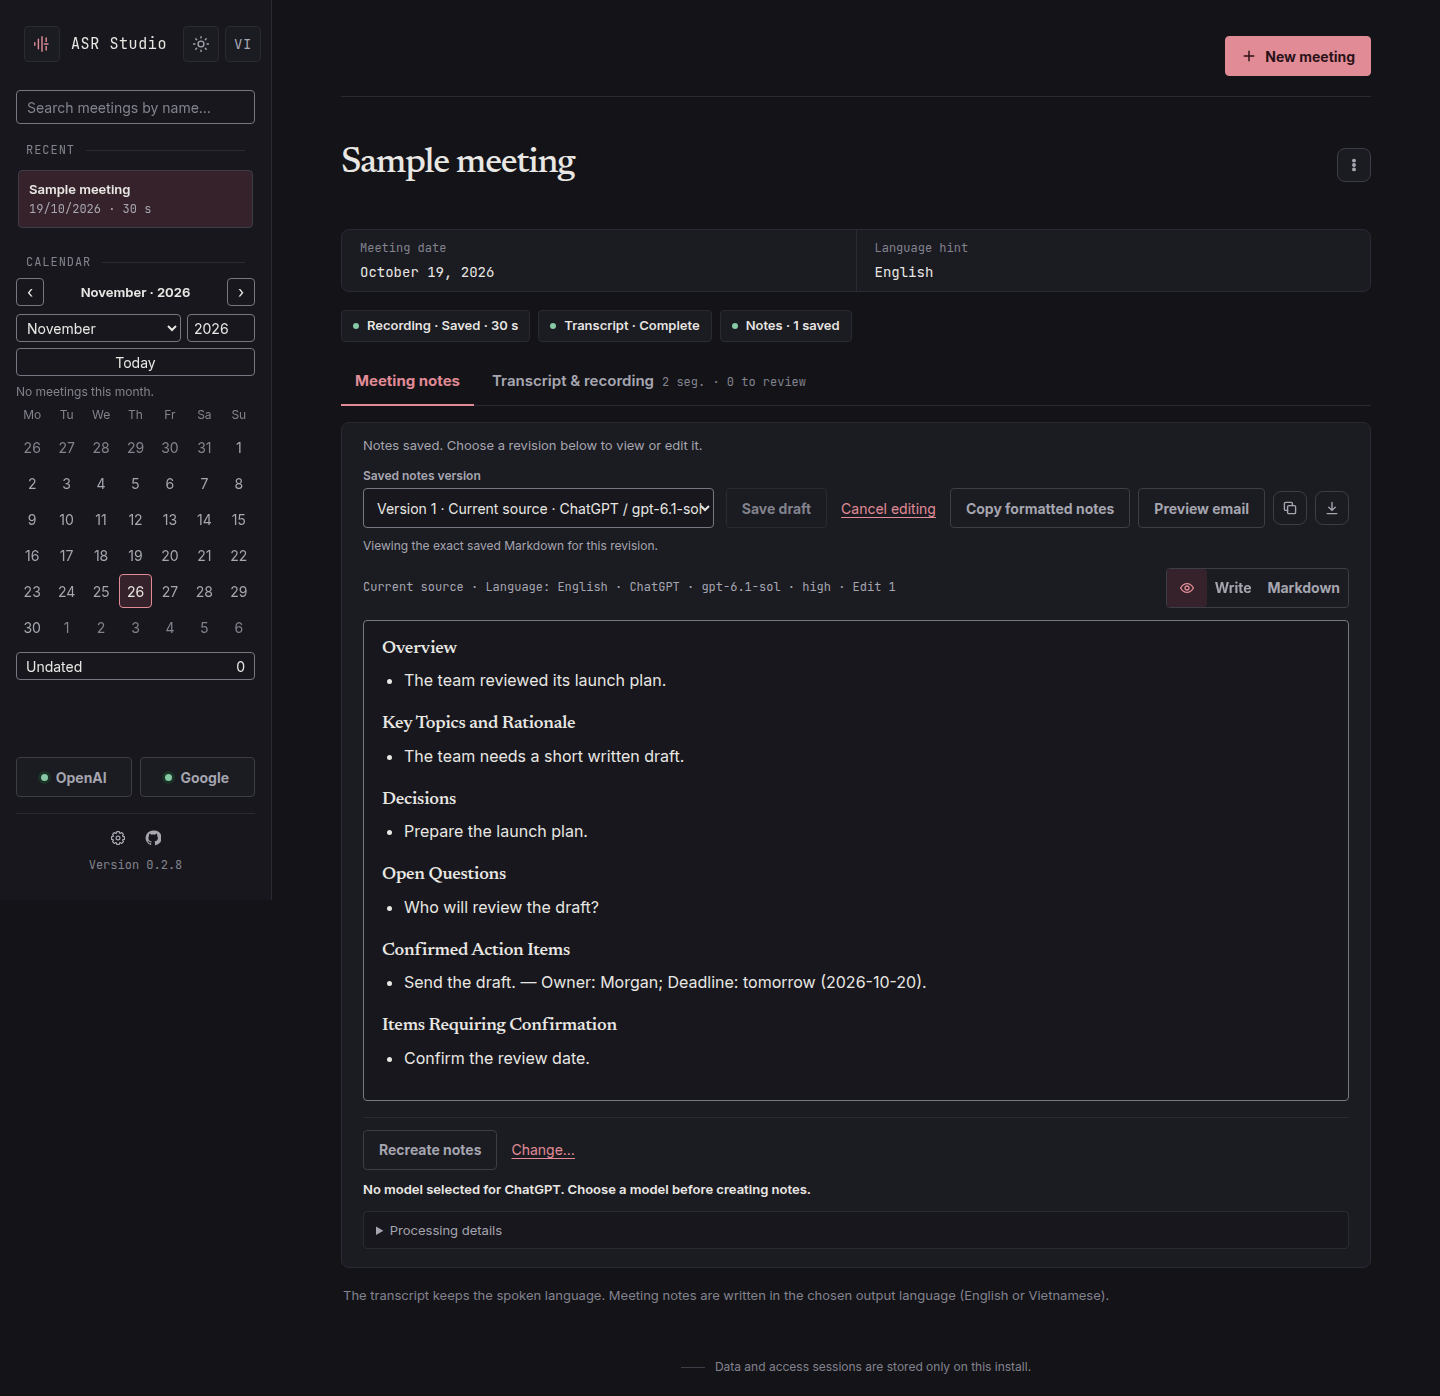 ASR Studio
VI
Search meetings by name...
RECENT
Sample meeting
19/10/2026 · 30 s
CALENDAR
‹ November · 2026 ›
November 2026
Today
No meetings this month.
Mo Tu We Th Fr Sa Su
26 27 28 29 30 31 1
2 3 4 5 6 7 8
9 10 11 12 13 14 15
16 17 18 19 20 21 22
23 24 25 26 27 28 29
30 1 2 3 4 5 6
Undated 0
OpenAI Google
Version 0.2.8
+ New meeting
Sample meeting
Meeting date
October 19, 2026
Language hint
English
Recording · Saved · 30 s
Transcript · Complete
Notes · 1 saved
Meeting notes
Transcript & recording 2 seg. · 0 to review
Notes saved. Choose a revision below to view or edit it.
Saved notes version
Version 1 · Current source · ChatGPT / gpt-6.1-sol
Save draft
Cancel editing
Copy formatted notes
Preview email
Viewing the exact saved Markdown for this revision.
Current source · Language: English · ChatGPT · gpt-6.1-sol · high · Edit 1
Write Markdown
Overview
• The team reviewed its launch plan.
Key Topics and Rationale
• The team needs a short written draft.
Decisions
• Prepare the launch plan.
Open Questions
• Who will review the draft?
Confirmed Action Items
• Send the draft. — Owner: Morgan; Deadline: tomorrow (2026-10-20).
Items Requiring Confirmation
• Confirm the review date.
Recreate notes
Change...
No model selected for ChatGPT. Choose a model before creating notes.
Processing details
The transcript keeps the spoken language. Meeting notes are written in the chosen output language (English or Vietnamese).
Data and access sessions are stored only on this install.